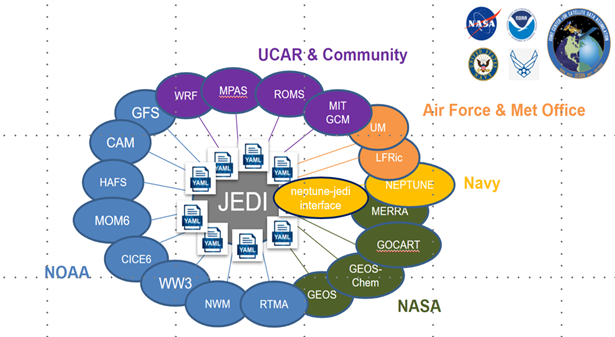 UCAR & Community
NASA
NOAA
WRF
MPAS
ROMS
MIT
GCM
Air Force & Met Office
GFS
UM
CAM
LFRic
YAML
YAML
YAML
YAML
YAML
HAFS
NEPTUNE
Navy
JEDI
neptune-jedi
interface
MERRA
MOM6
YAML
YAML
YAML
YAML
GOCART
CICE6
NOAA
WW3
GEOS-
Chem
NWM
RTMA
GEOS
NASA